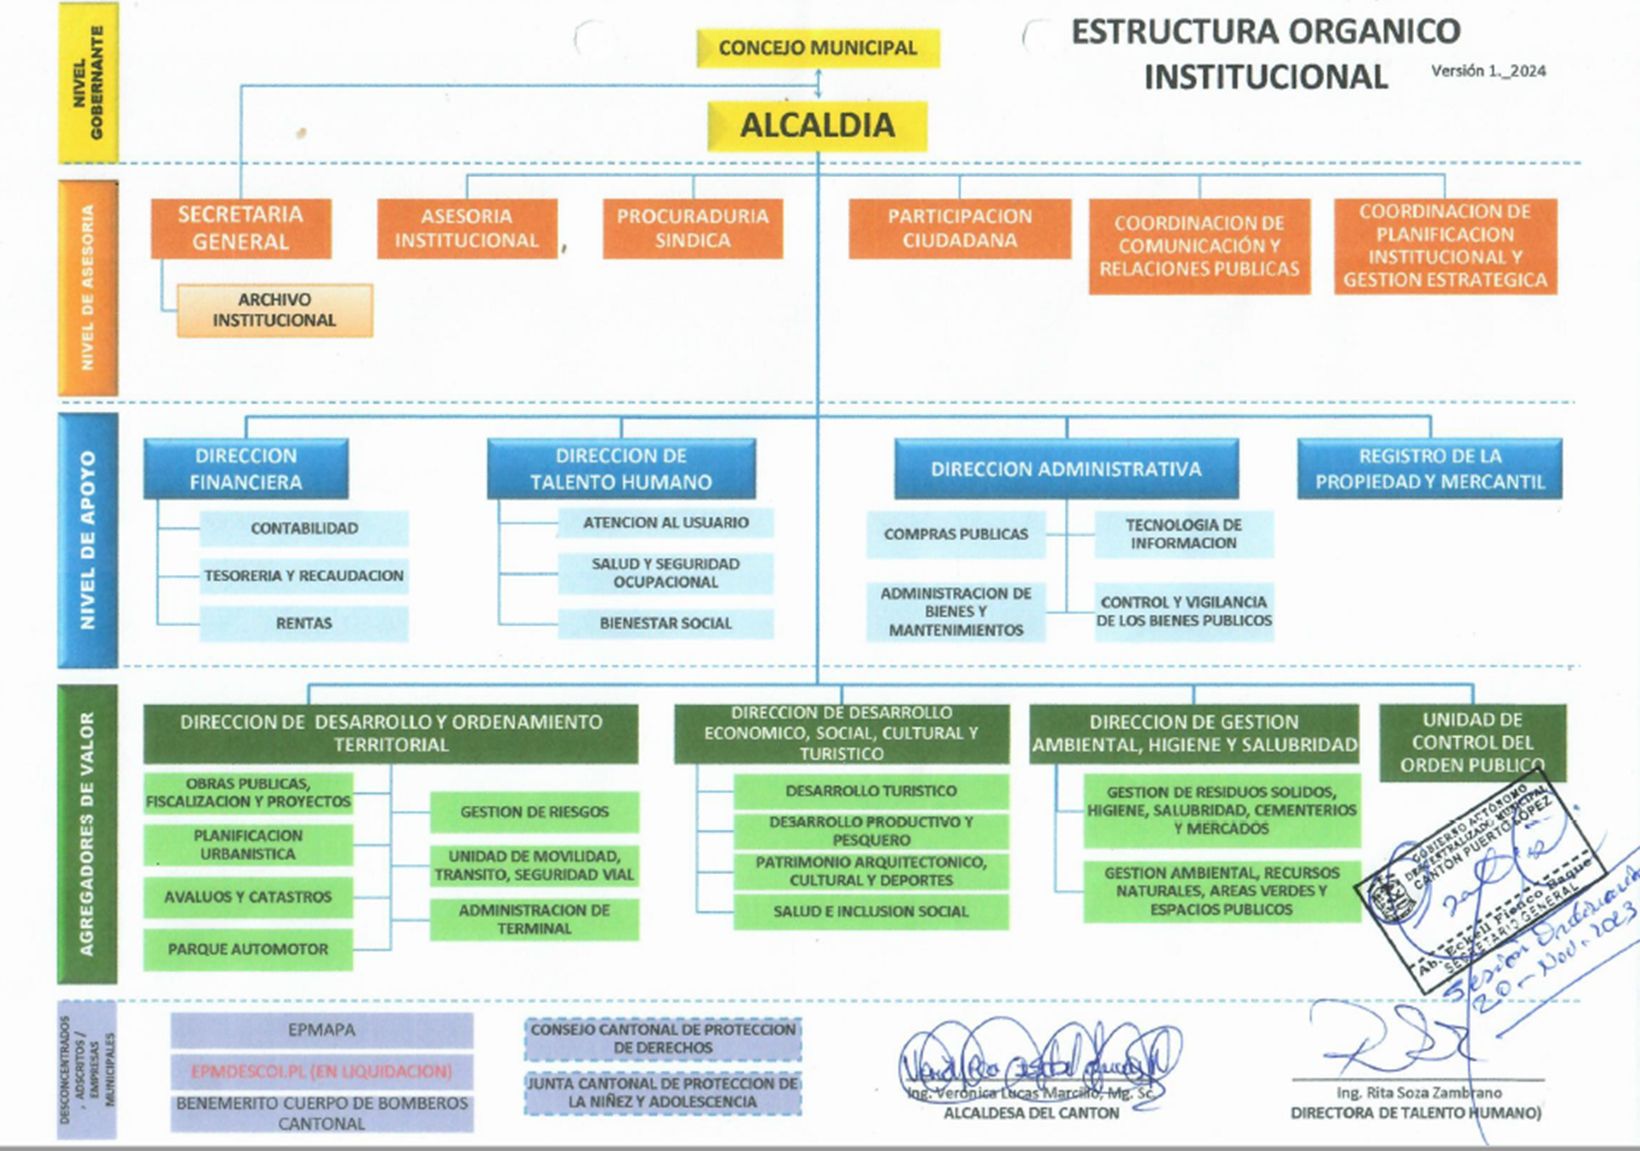 ESTRUCTURA ORGANICO
INSTITUCIONAL
Versión 1._2024
NIVEL
GOBERNANTE
CONCEJO MUNICIPAL
ALCALDIA
NIVEL DE ASESORIA
SECRETARIA
GENERAL
ARCHIVO
INSTITUCIONAL
ASESORIA
INSTITUCIONAL
PROCURADURIA
SINDICA
PARTICIPACION
CIUDADANA
COORDINACION DE
COMUNICACIÓN Y
RELACIONES PUBLICAS
COORDINACION DE
PLANIFICACION
INSTITUCIONAL Y
GESTION ESTRATEGICA
NIVEL DE APOYO
DIRECCION
FINANCIERA
CONTABILIDAD
TESORERIA Y RECAUDACION
RENTAS
DIRECCION DE
TALENTO HUMANO
ATENCION AL USUARIO
SALUD Y SEGURIDAD
OCUPACIONAL
BIENESTAR SOCIAL
DIRECCION ADMINISTRATIVA
COMPRAS PUBLICAS
TECNOLOGIA DE
INFORMACION
ADMINISTRACION DE
BIENES Y
MANTENIMIENTOS
CONTROL Y VIGILANCIA
DE LOS BIENES PUBLICOS
REGISTRO DE LA
PROPIEDAD Y MERCANTIL
AGREGADORES DE VALOR
DIRECCION DE DESARROLLO Y ORDENAMIENTO
TERRITORIAL
OBRAS PUBLICAS,
FISCALIZACION Y PROYECTOS
PLANIFICACION
URBANISTICA
AVALUOS Y CATASTROS
PARQUE AUTOMOTOR
GESTION DE RIESGOS
UNIDAD DE MOVILIDAD,
TRANSITO, SEGURIDAD VIAL
ADMINISTRACION DE
TERMINAL
DIRECCION DE DESARROLLO
ECONOMICO, SOCIAL, CULTURAL Y
TURISTICO
DESARROLLO TURISTICO
DESARROLLO PRODUCTIVO Y
PESQUERO
PATRIMONIO ARQUITECTONICO,
CULTURAL Y DEPORTES
SALUD E INCLUSION SOCIAL
DIRECCION DE GESTION
AMBIENTAL, HIGIENE Y SALUBRIDAD
GESTION DE RESIDUOS SOLIDOS,
HIGIENE, SALUBRIDAD, CEMENTERIOS
Y MERCADOS
GESTION AMBIENTAL, RECURSOS
NATURALES, AREAS VERDES Y
ESPACIOS PUBLICOS
UNIDAD DE
CONTROL DEL
ORDEN PUBLICO
GOBIERNO AUTÓNOMO
DESCENTRALIZADO MUNICIPAL
CANTÓN PUERTO LÓPEZ
SECRETARIO GENERAL
Sesión Ordinaria
20-Nov.-2023
DESCONCENTRADOS
, ADSCRITOS /
EMPRESAS
MUNICIPALES
EPMAPA
EPMDESCOI.PL (EN LIQUIDACION)
BENEMERITO CUERPO DE BOMBEROS
CANTONAL
CONSEJO CANTONAL DE PROTECCION
DE DERECHOS
JUNTA CANTONAL DE PROTECCION DE
LA NIÑEZ Y ADOLESCENCIA
Ing. Verónica Lucas Marcillo, Mg. Sc.
ALCALDESA DEL CANTON
Ing. Rita Soza Zambrano
DIRECTORA DE TALENTO HUMANO)